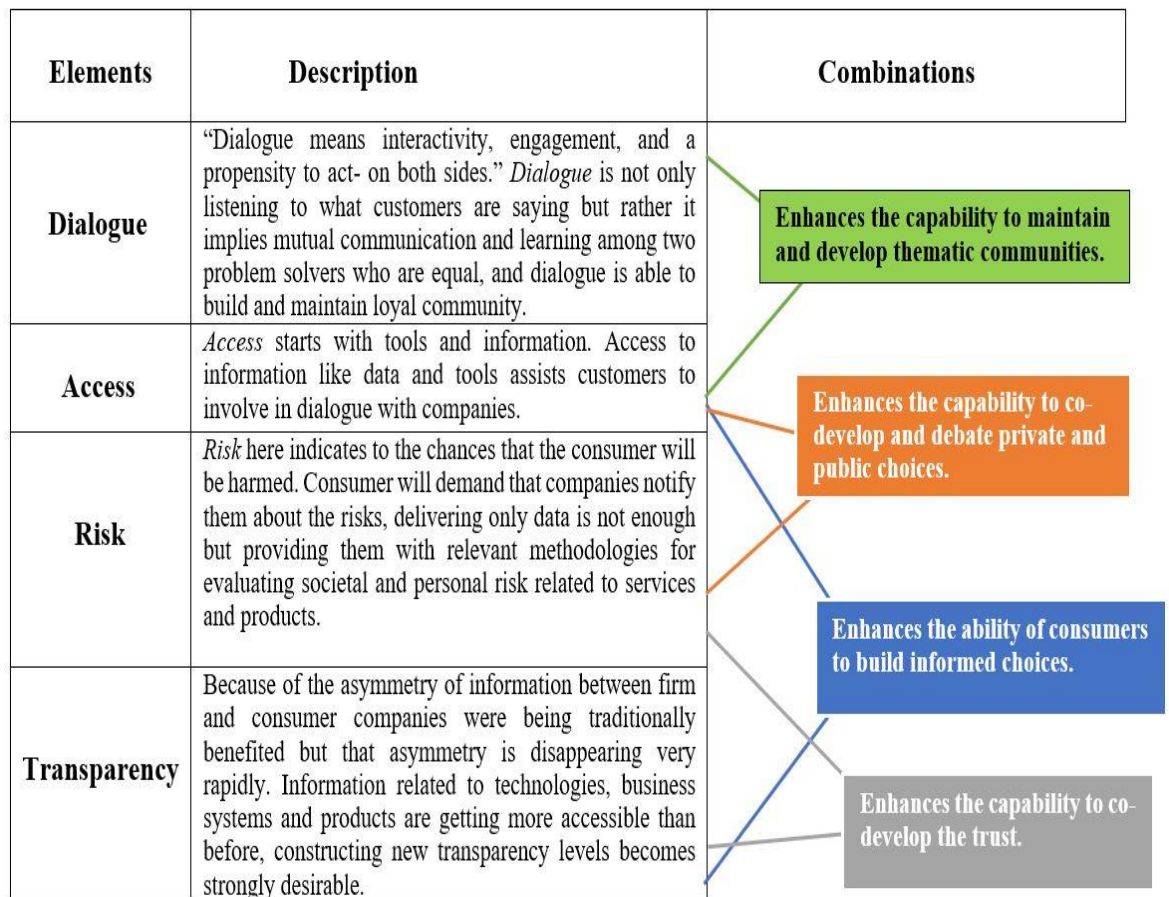 Elements
Description
Combinations
Dialogue
“Dialogue means interactivity, engagement, and a
propensity to act- on both sides.” Dialogue is not only
listening to what customers are saying but rather it
implies mutual communication and learning among two
problem solvers who are equal, and dialogue is able to
build and maintain loyal community.
Enhances the capability to maintain
and develop thematic communities.
Access
Access starts with tools and information. Access to
information like data and tools assists customers to
involve in dialogue with companies.
Enhances the capability to co-
develop and debate private and
public choices.
Risk
Risk here indicates to the chances that the consumer will
be harmed. Consumer will demand that companies notify
them about the risks, delivering only data is not enough
but providing them with relevant methodologies for
evaluating societal and personal risk related to services
and products.
Enhances the ability of consumers
to build informed choices.
Transparency
Because of the asymmetry of information between firm
and consumer companies were being traditionally
benefited but that asymmetry is disappearing very
rapidly. Information related to technologies, business
systems and products are getting more accessible than
before, constructing new transparency levels becomes
strongly desirable.
Enhances the capability to co-
develop the trust.